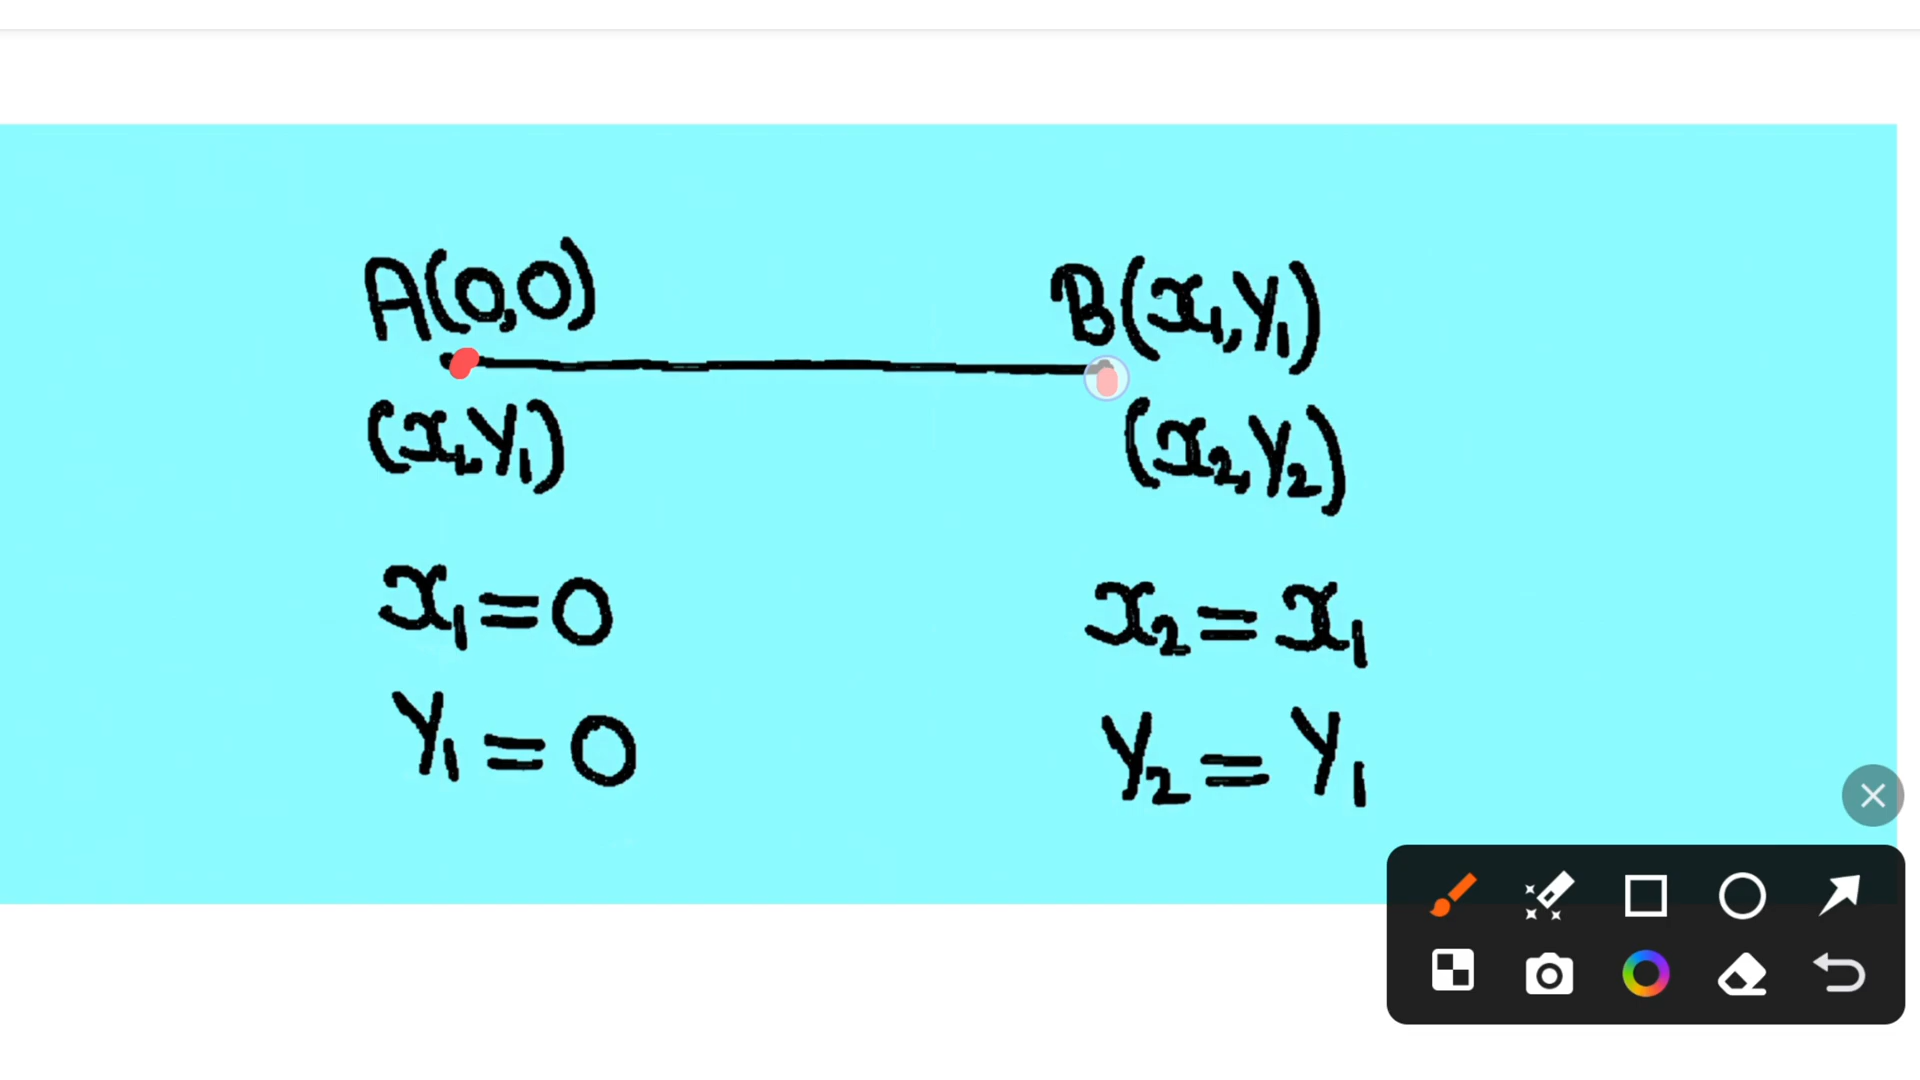 A(0,0) B(x₁,Y₁)
(x₁,Y₁) (x₂,Y₂)
x₁=0 x₂=x₁
Y₁=0 Y₂=Y₁